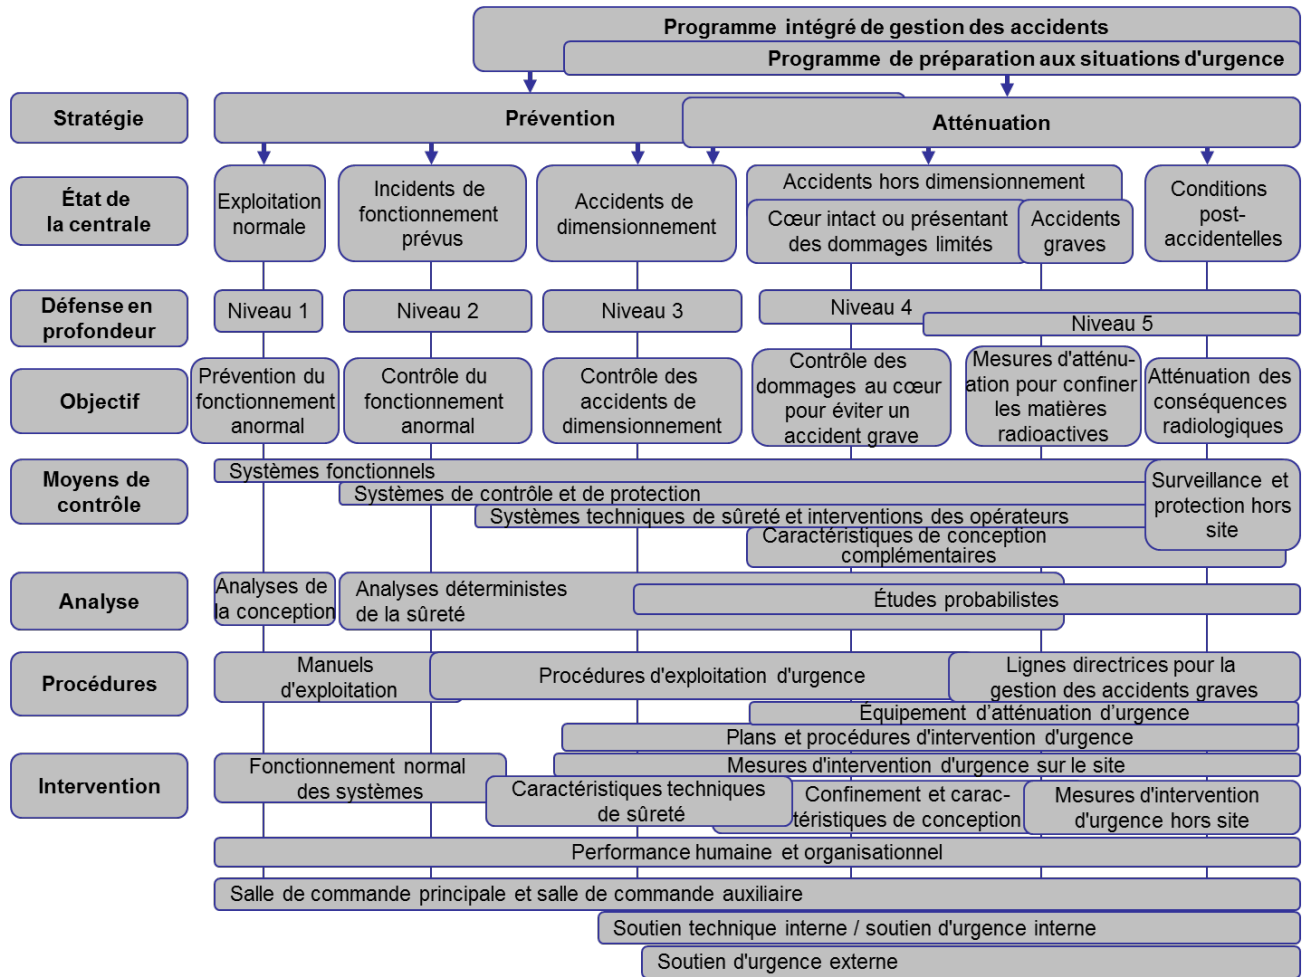 Programme intégré de gestion des accidents
Programme de préparation aux situations d'urgence
Stratégie
Prévention
Atténuation
État de
la centrale
Exploitation
normale
Incidents de
fonctionnement
prévus
Accidents de
dimensionnement
Accidents hors dimensionnement
Cœur intact ou présentant
des dommages limités
Accidents
graves
Conditions
post-
accidentelles
Défense en
profondeur
Niveau 1
Niveau 2
Niveau 3
Niveau 4
Niveau 5
Objectif
Prévention du
fonctionnement
anormal
Contrôle du
fonctionnement
anormal
Contrôle des
accidents de
dimensionnement
Contrôle des
dommages au cœur
pour éviter un
accident grave
Mesures d'atténu-
ation pour confiner
les matières
radioactives
Atténuation des
conséquences
radiologiques
Moyens de
contrôle
Systèmes fonctionnels
Systèmes de contrôle et de protection
Systèmes techniques de sûreté et interventions des opérateurs
Caractéristiques de conception
complémentaires
Surveillance et
protection hors
site
Analyse
Analyses de
la conception
Analyses déterministes
de la sûreté
Études probabilistes
Procédures
Manuels
d'exploitation
Procédures d'exploitation d'urgence
Lignes directrices pour la
gestion des accidents graves
Équipement d’atténuation d’urgence
Plans et procédures d'intervention d'urgence
Intervention
Fonctionnement normal
des systèmes
Mesures d'intervention d'urgence sur le site
Caractéristiques techniques
de sûreté
Confinement et carac-
téristiques de conception
Mesures d'intervention
d'urgence hors site
Performance humaine et organisationnel
Salle de commande principale et salle de commande auxiliaire
Soutien technique interne / soutien d'urgence interne
Soutien d'urgence externe